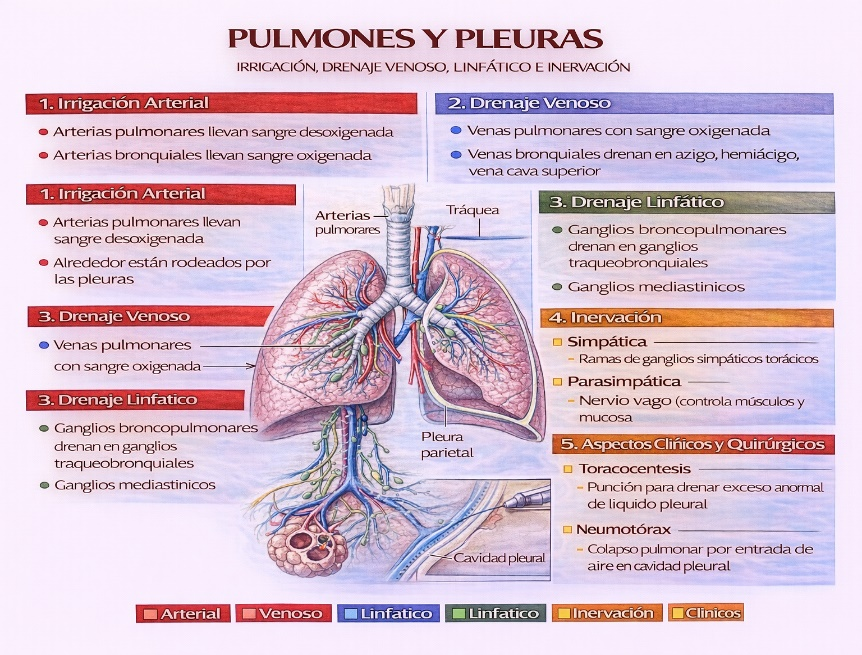 PULMONES Y PLEURAS
IRRIGACIÓN, DRENAJE VENOSO, LINFÁTICO E INERVACIÓN
1. Irrigación Arterial
Arterias pulmonares llevan sangre desoxigenada
Arterias bronquiales llevan sangre oxigenada
2. Drenaje Venoso
Venas pulmonares con sangre oxigenada
Venas bronquiales drenan en azigo, hemiácigo,
vena cava superior
1. Irrigación Arterial
Arterias pulmonares llevan
sangre desoxigenada
Alrededor están rodeados por
las pleuras
3. Drenaje Venoso
Venas pulmonares
con sangre oxigenada
3. Drenaje Linfatico
Ganglios broncopulmonares
drenan en ganglios
traqueobronquiales
Ganglios mediastinicos
Arterias
pulmorares
Tráquea
Pleura
parietal
Cavidad pleural
3. Drenaje Linfático
Ganglios broncopulmonares
drenan en ganglios
traqueobronquiales
Ganglios mediastinicos
4. Inervación
Simpática
- Ramas de ganglios simpáticos torácicos
Parasimpática
- Nervio vago (controla músculos y
mucosa
5. Aspectos Clińicos y Quirúrgicos
Toracocentesis
- Punción para drenar exceso anormal
de liquido pleural
Neumotórax
- Colapso pulmonar por entrada de
aire en cavidad pleural
Arterial
Venoso
Linfatico
Linfatico
Inervación
Clinicos